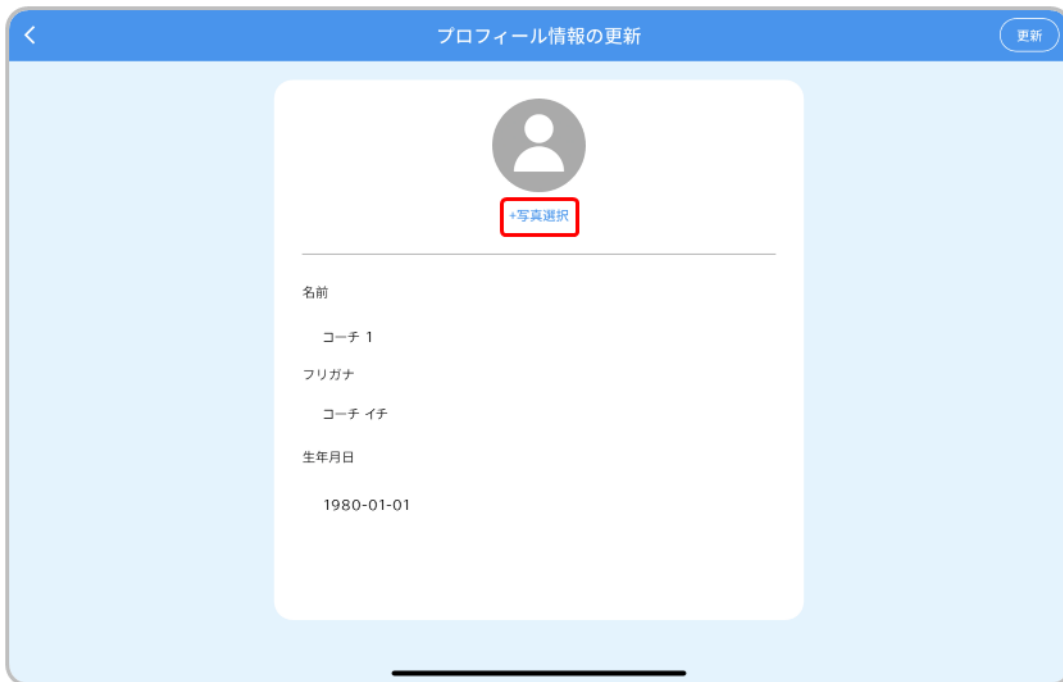 プロフィール情報の更新
更新
+写真選択
名前
コーチ 1
フリガナ
コーチ イチ
生年月日
1980-01-01